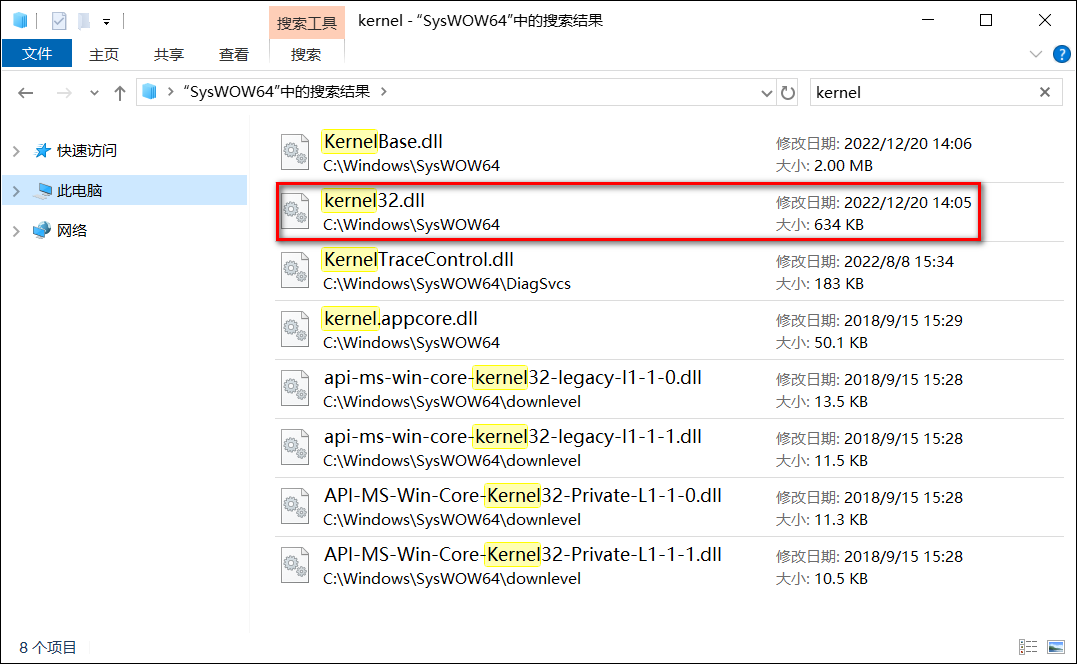 搜索工具
kernel - “SysWOW64”中的搜索结果
文件
主页
共享
查看
搜索
“SysWOW64”中的搜索结果
kernel
快速访问
此电脑
网络
KernelBase.dll
C:\Windows\SysWOW64
修改日期: 2022/12/20 14:06
大小: 2.00 MB
kernel32.dll
C:\Windows\SysWOW64
修改日期: 2022/12/20 14:05
大小: 634 KB
KernelTraceControl.dll
C:\Windows\SysWOW64\DiagSvcs
修改日期: 2022/8/8 15:34
大小: 183 KB
kernel.appcore.dll
C:\Windows\SysWOW64
修改日期: 2018/9/15 15:29
大小: 50.1 KB
api-ms-win-core-kernel32-legacy-l1-1-0.dll
C:\Windows\SysWOW64\downlevel
修改日期: 2018/9/15 15:28
大小: 13.5 KB
api-ms-win-core-kernel32-legacy-l1-1-1.dll
C:\Windows\SysWOW64\downlevel
修改日期: 2018/9/15 15:28
大小: 11.5 KB
API-MS-Win-Core-Kernel32-Private-L1-1-0.dll
C:\Windows\SysWOW64\downlevel
修改日期: 2018/9/15 15:28
大小: 11.3 KB
API-MS-Win-Core-Kernel32-Private-L1-1-1.dll
C:\Windows\SysWOW64\downlevel
修改日期: 2018/9/15 15:28
大小: 10.5 KB
8 个项目